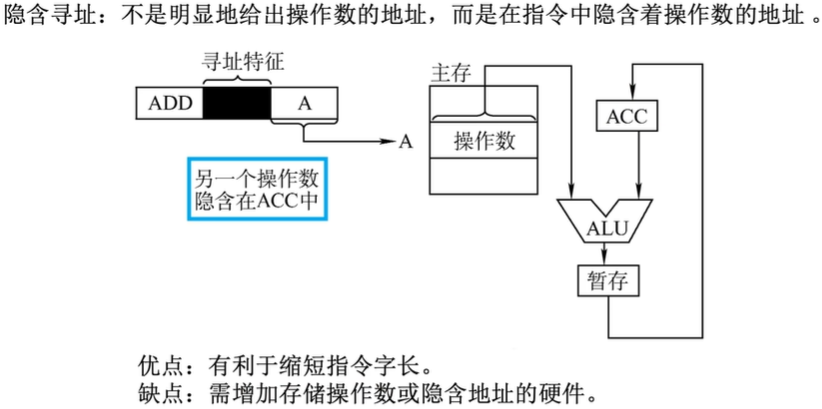 隐含寻址：不是明显地给出操作数的地址，而是在指令中隐含着操作数的地址 。
寻址特征
ADD
A
A
主存
操作数
ACC
另一个操作数
隐含在ACC中
ALU
暂存
优点：有利于缩短指令字长。
缺点：需增加存储操作数或隐含地址的硬件。